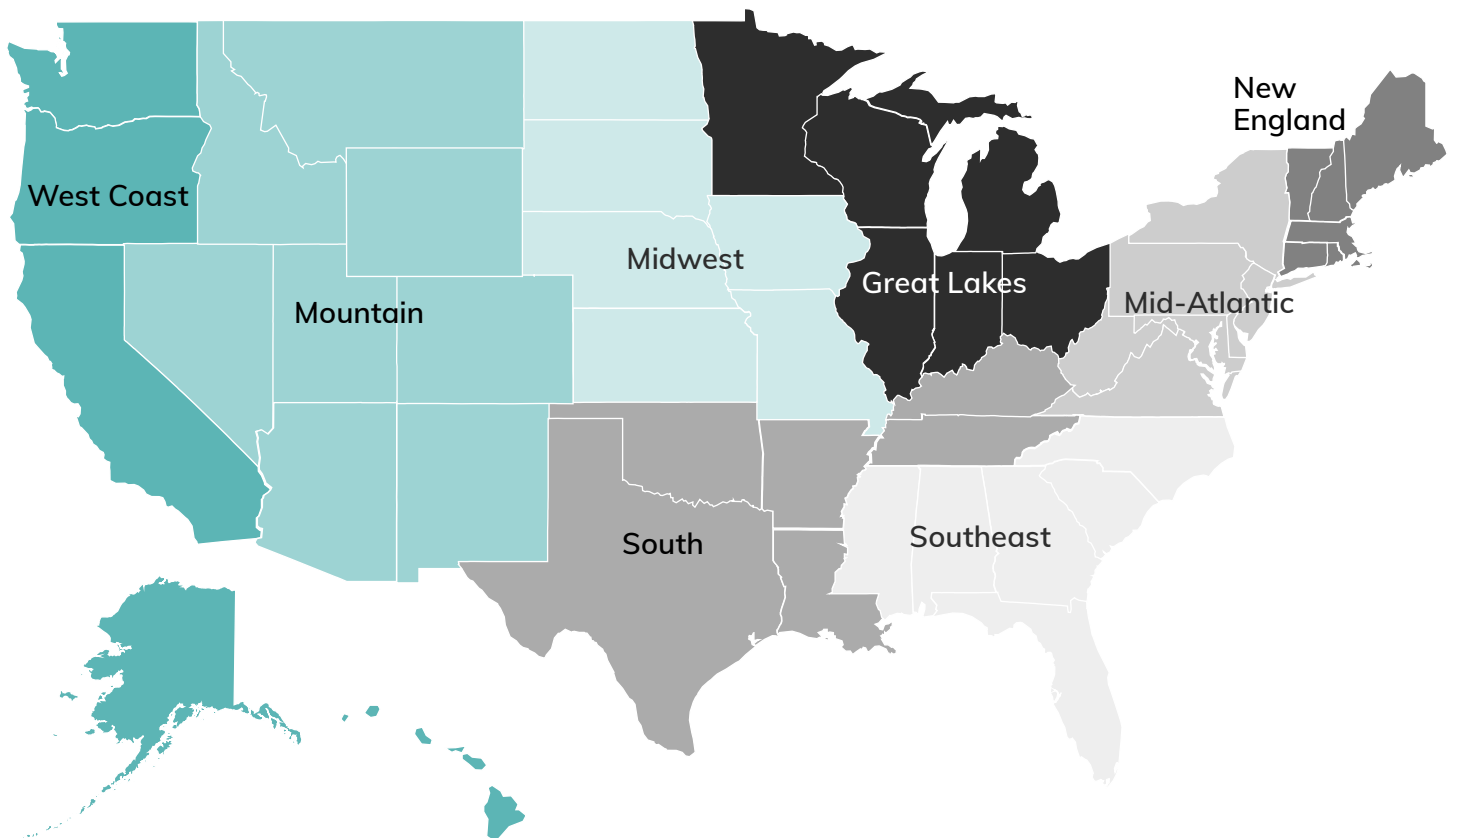 New
England
West Coast
Midwest
Great Lakes
Mountain
Mid-Atlantic
South
Southeast